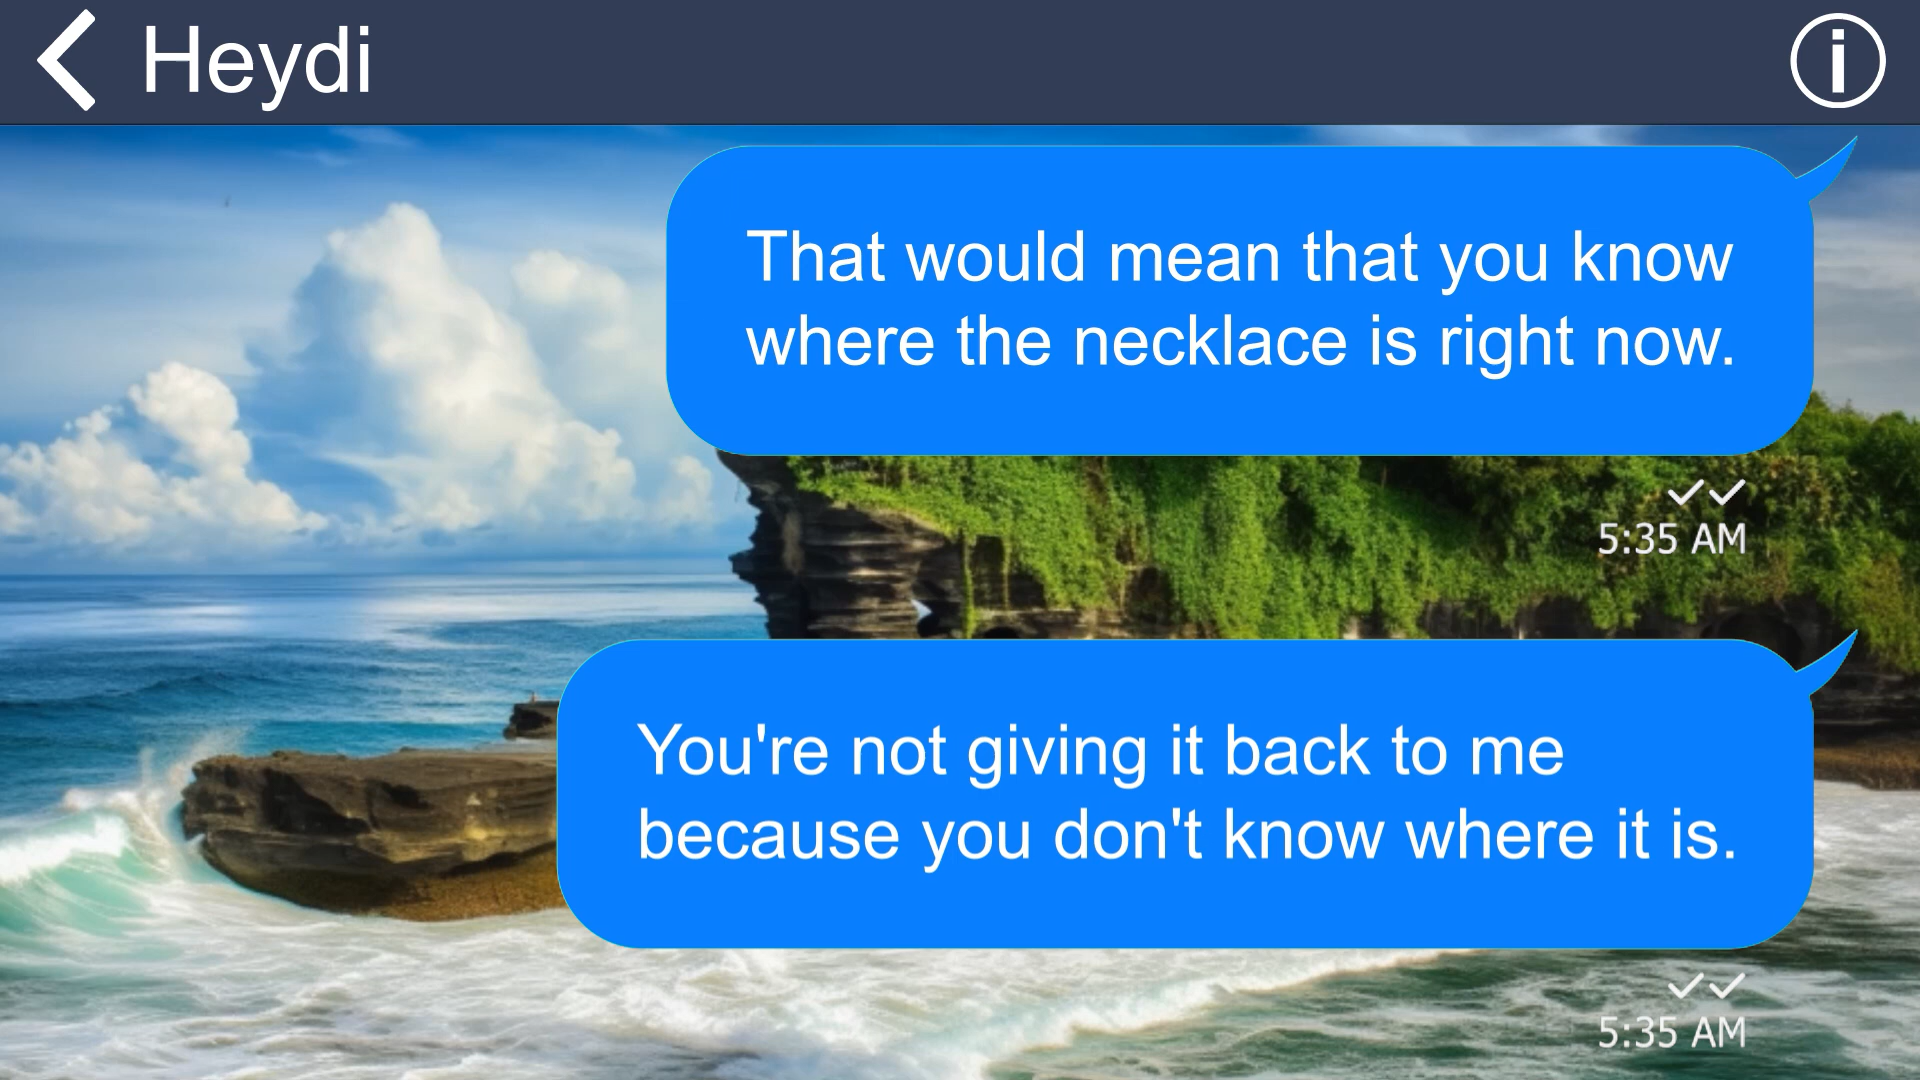 Heydi
That would mean that you know
where the necklace is right now.
5:35 AM
You're not giving it back to me
because you don't know where it is.
5:35 AM